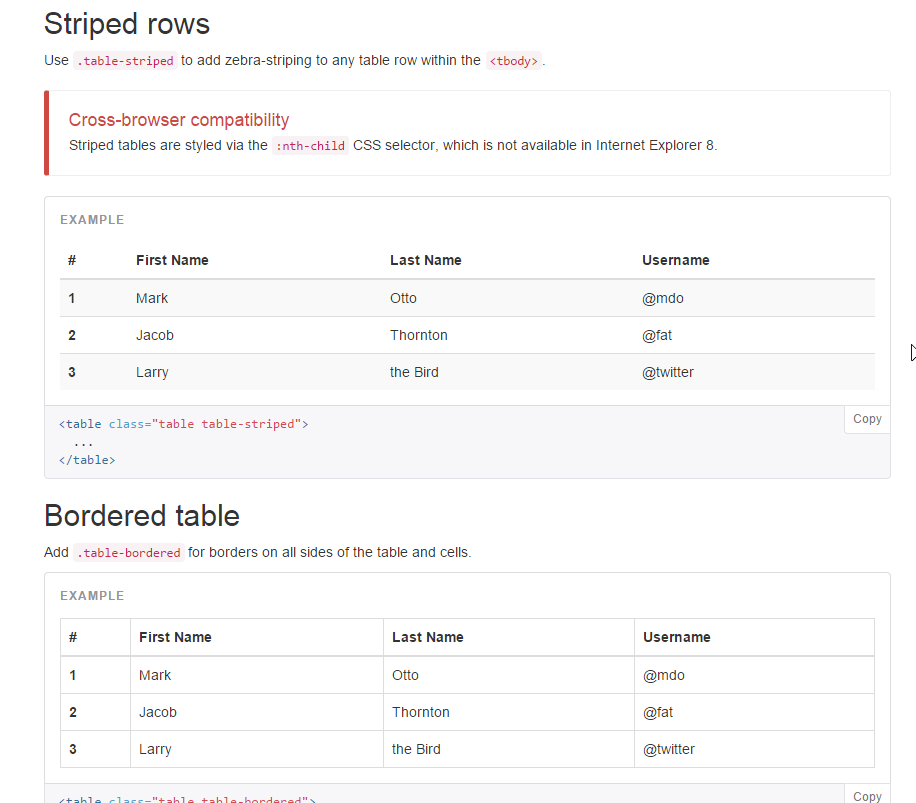 Striped rows
Use .table-striped to add zebra-striping to any table row within the <tbody>.
Cross-browser compatibility
Striped tables are styled via the :nth-child CSS selector, which is not available in Internet Explorer 8.
EXAMPLE
# First Name Last Name Username
1 Mark Otto @mdo
2 Jacob Thornton @fat
3 Larry the Bird @twitter
Copy
<table class="table table-striped">
...
</table>
Bordered table
Add .table-bordered for borders on all sides of the table and cells.
EXAMPLE
# First Name Last Name Username
1 Mark Otto @mdo
2 Jacob Thornton @fat
3 Larry the Bird @twitter
Copy
<table class="table table-bordered">